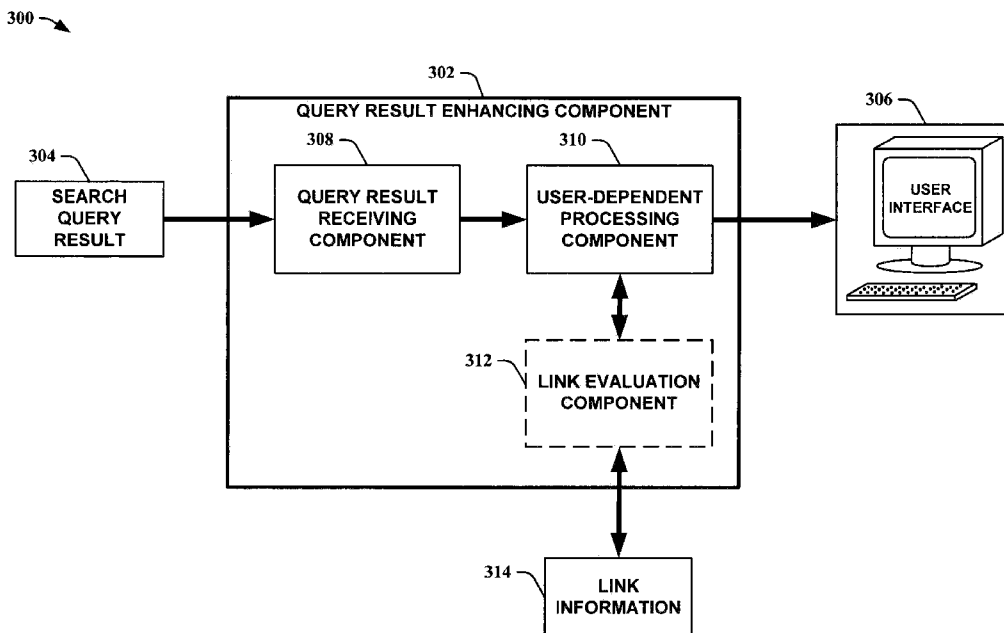 300
302
QUERY RESULT ENHANCING COMPONENT
304
SEARCH
QUERY
RESULT
308
QUERY RESULT
RECEIVING
COMPONENT
310
USER-DEPENDENT
PROCESSING
COMPONENT
306
USER
INTERFACE
312
LINK EVALUATION
COMPONENT
314
LINK
INFORMATION